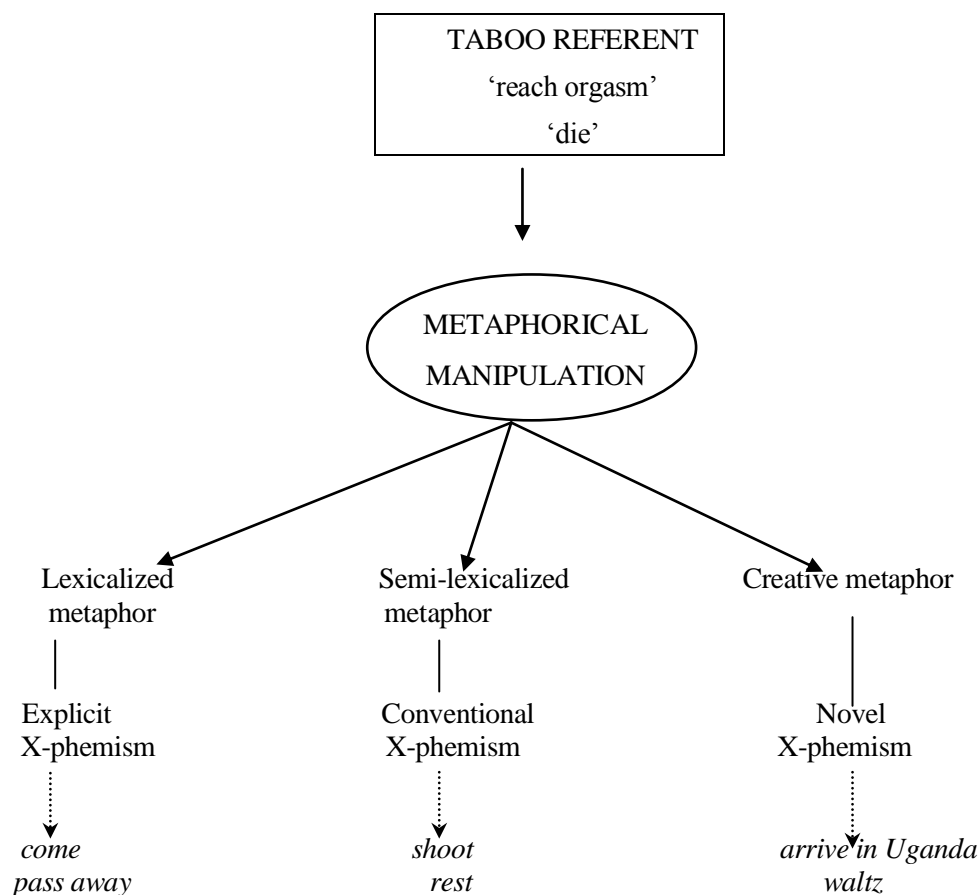 TABOO REFERENT
‘reach orgasm’
‘die’
METAPHORICAL
MANIPULATION
Lexicalized
metaphor
Semi-lexicalized
metaphor
Creative metaphor
Explicit
X-phemism
Conventional
X-phemism
Novel
X-phemism
come
pass away
shoot
rest
arrive in Uganda
waltz